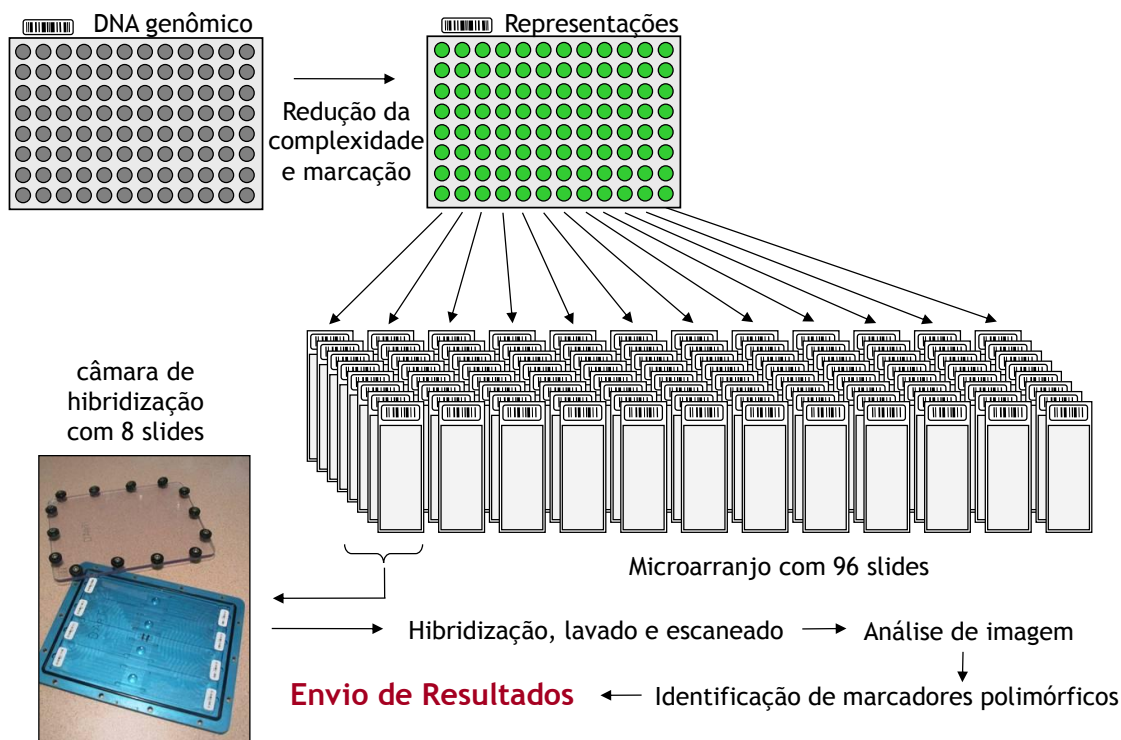 DNA genômico
Representações
Redução da
complexidade
e marcação
câmara de
hibridização
com 8 slides
Microarranjo com 96 slides
Hibridização, lavado e escaneado
Análise de imagem
Envio de Resultados
Identificação de marcadores polimórficos